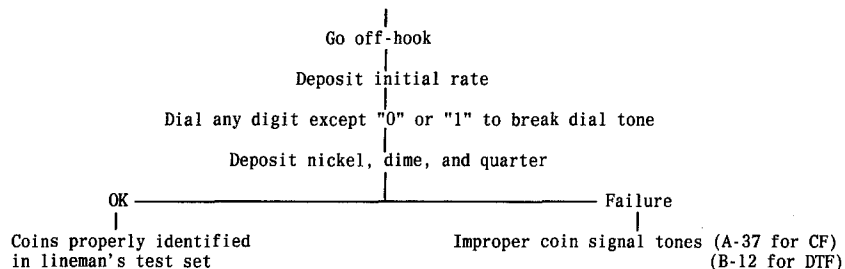 Go off-hook
Deposit initial rate
Dial any digit except "0" or "1" to break dial tone
Deposit nickel, dime, and quarter
OK
Failure
Coins properly identified
in lineman's test set
Improper coin signal tones (A-37 for CF)
(B-12 for DTF)